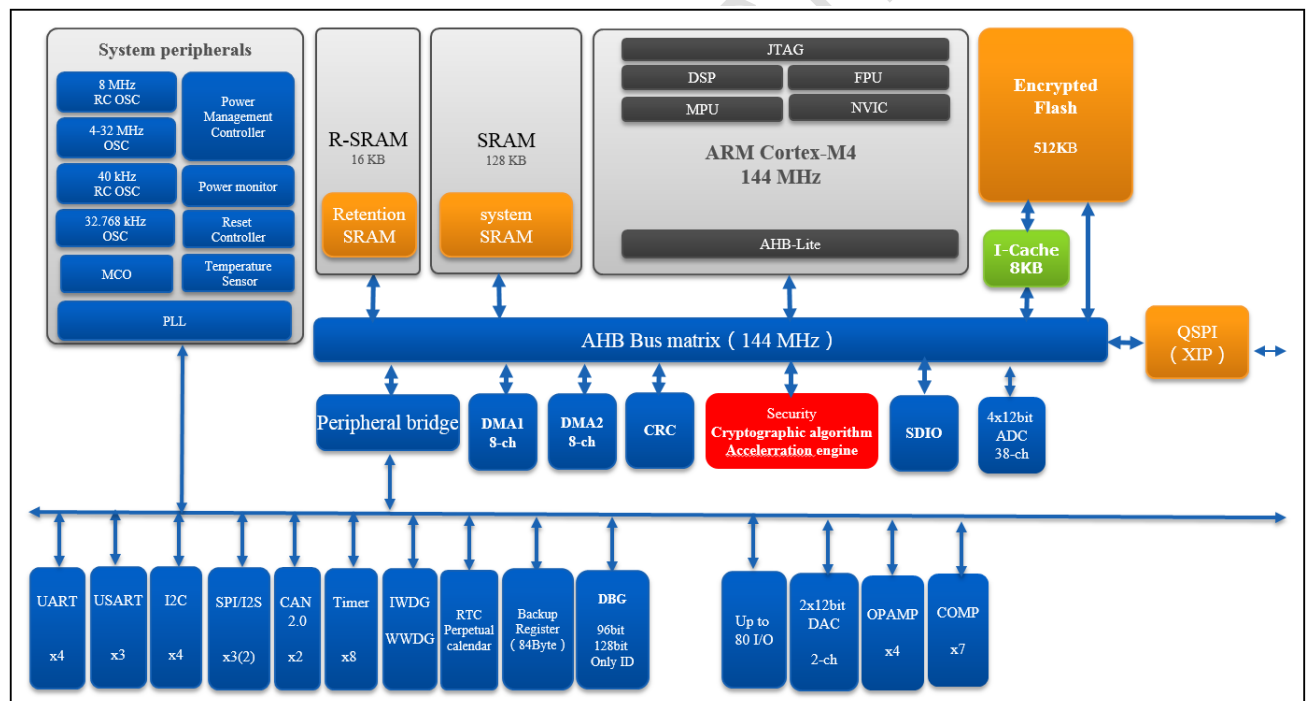 System peripherals
8 MHz
RC OSC
4-32 MHz
OSC
40 kHz
RC OSC
32.768 kHz
OSC
MCO
Power
Management
Controller
Power monitor
Reset
Controller
Temperature
Sensor
PLL
R-SRAM
16 KB
Retention
SRAM
SRAM
128 KB
system
SRAM
JTAG
DSP
FPU
MPU
NVIC
ARM Cortex-M4
144 MHz
AHB-Lite
Encrypted
Flash
512KB
I-Cache
8KB
AHB Bus matrix ( 144 MHz )
QSPI
( XIP )
Peripheral bridge
DMA1
8-ch
DMA2
8-ch
CRC
Security
Cryptographic algorithm
Accelerration engine
SDIO
4x12bit
ADC
38-ch
UART
x4
USART
x3
I2C
x4
SPI/I2S
x3(2)
CAN
2.0
x2
Timer
x8
IWDG
WWDG
RTC
Perpetual
calendar
Backup
Register
( 84Byte )
DBG
96bit
128bit
Only ID
Up to
80 I/O
2x12bit
DAC
2-ch
OPAMP
x4
COMP
x7